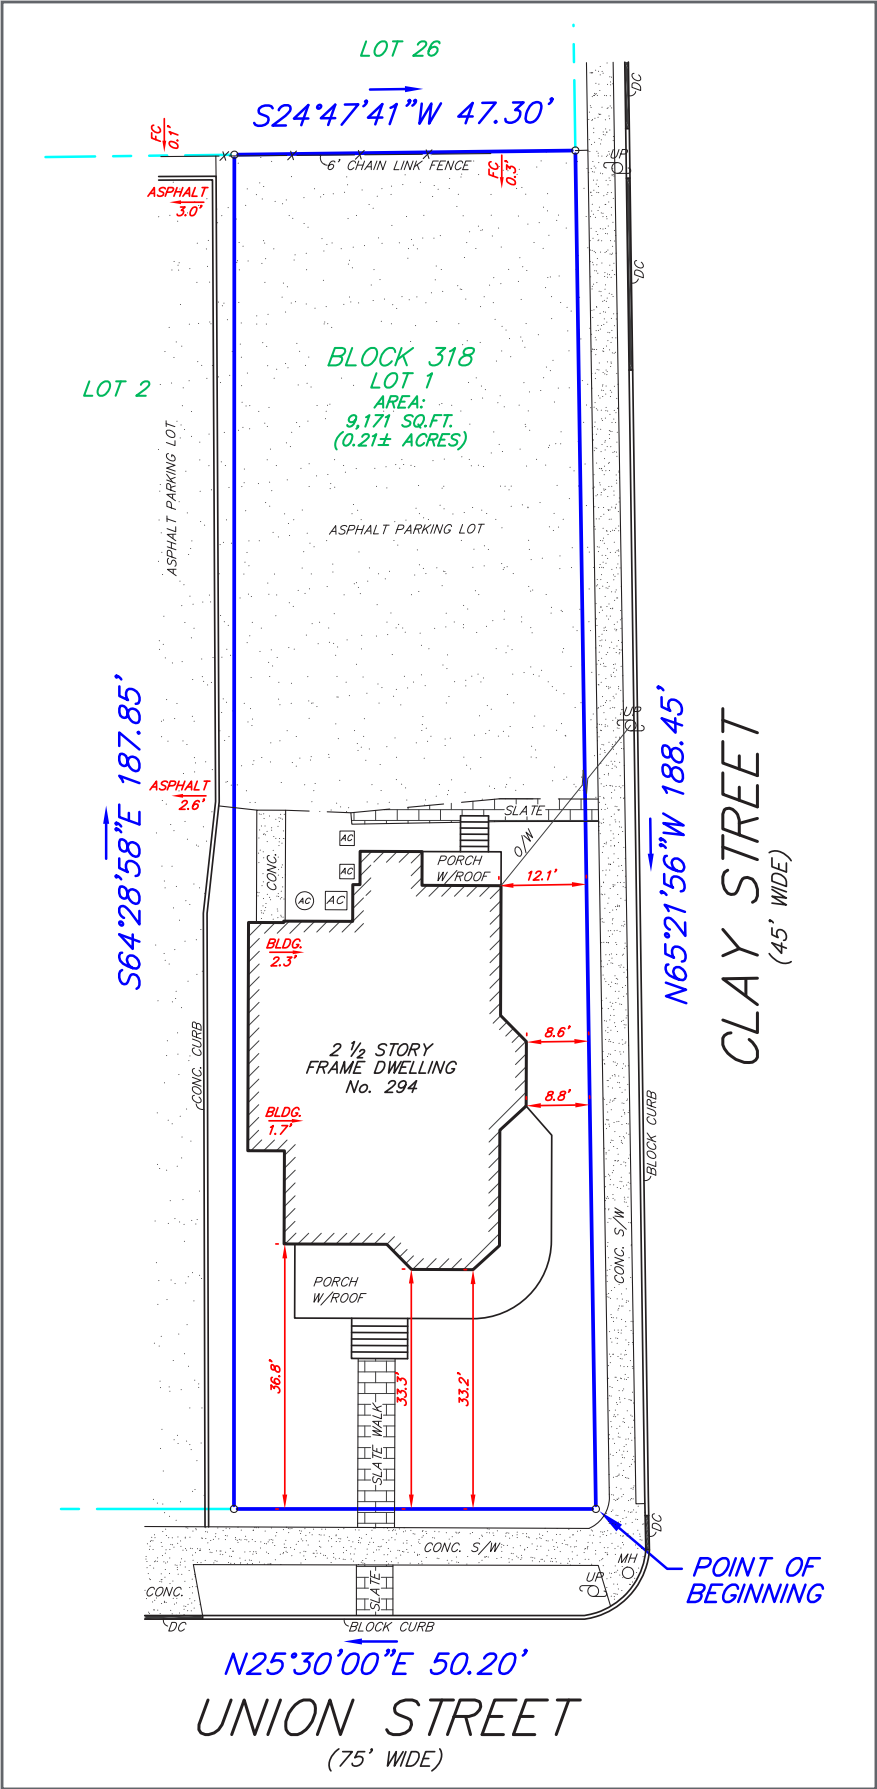 LOT 26
S24°47'41"W 47.30'
FC
0.1'
6' CHAIN LINK FENCE
FC
0.3'
UP
DC
DC
ASPHALT
3.0'
BLOCK 318
LOT 1
AREA:
9,171 SQ.FT.
(0.21± ACRES)
LOT 2
ASPHALT PARKING LOT
ASPHALT PARKING LOT
S64°28'58"E 187.85'
N65°21'56"W 188.45'
CLAY STREET
(45' WIDE)
UP
ASPHALT
2.6'
SLATE
O/W
CONC.
AC
AC
AC
AC
PORCH
W/ROOF
12.1'
BLDG.
2.3'
8.6'
2 ½ STORY
FRAME DWELLING
No. 294
8.8'
BLDG.
1.7'
CONC. CURB
BLOCK CURB
CONC. S/W
PORCH
W/ROOF
36.8'
33.3'
33.2'
SLATE WALK
CONC. S/W
DC
MH
UP
POINT OF
BEGINNING
CONC.
SLATE
DC
BLOCK CURB
N25°30'00"E 50.20'
UNION STREET
(75' WIDE)